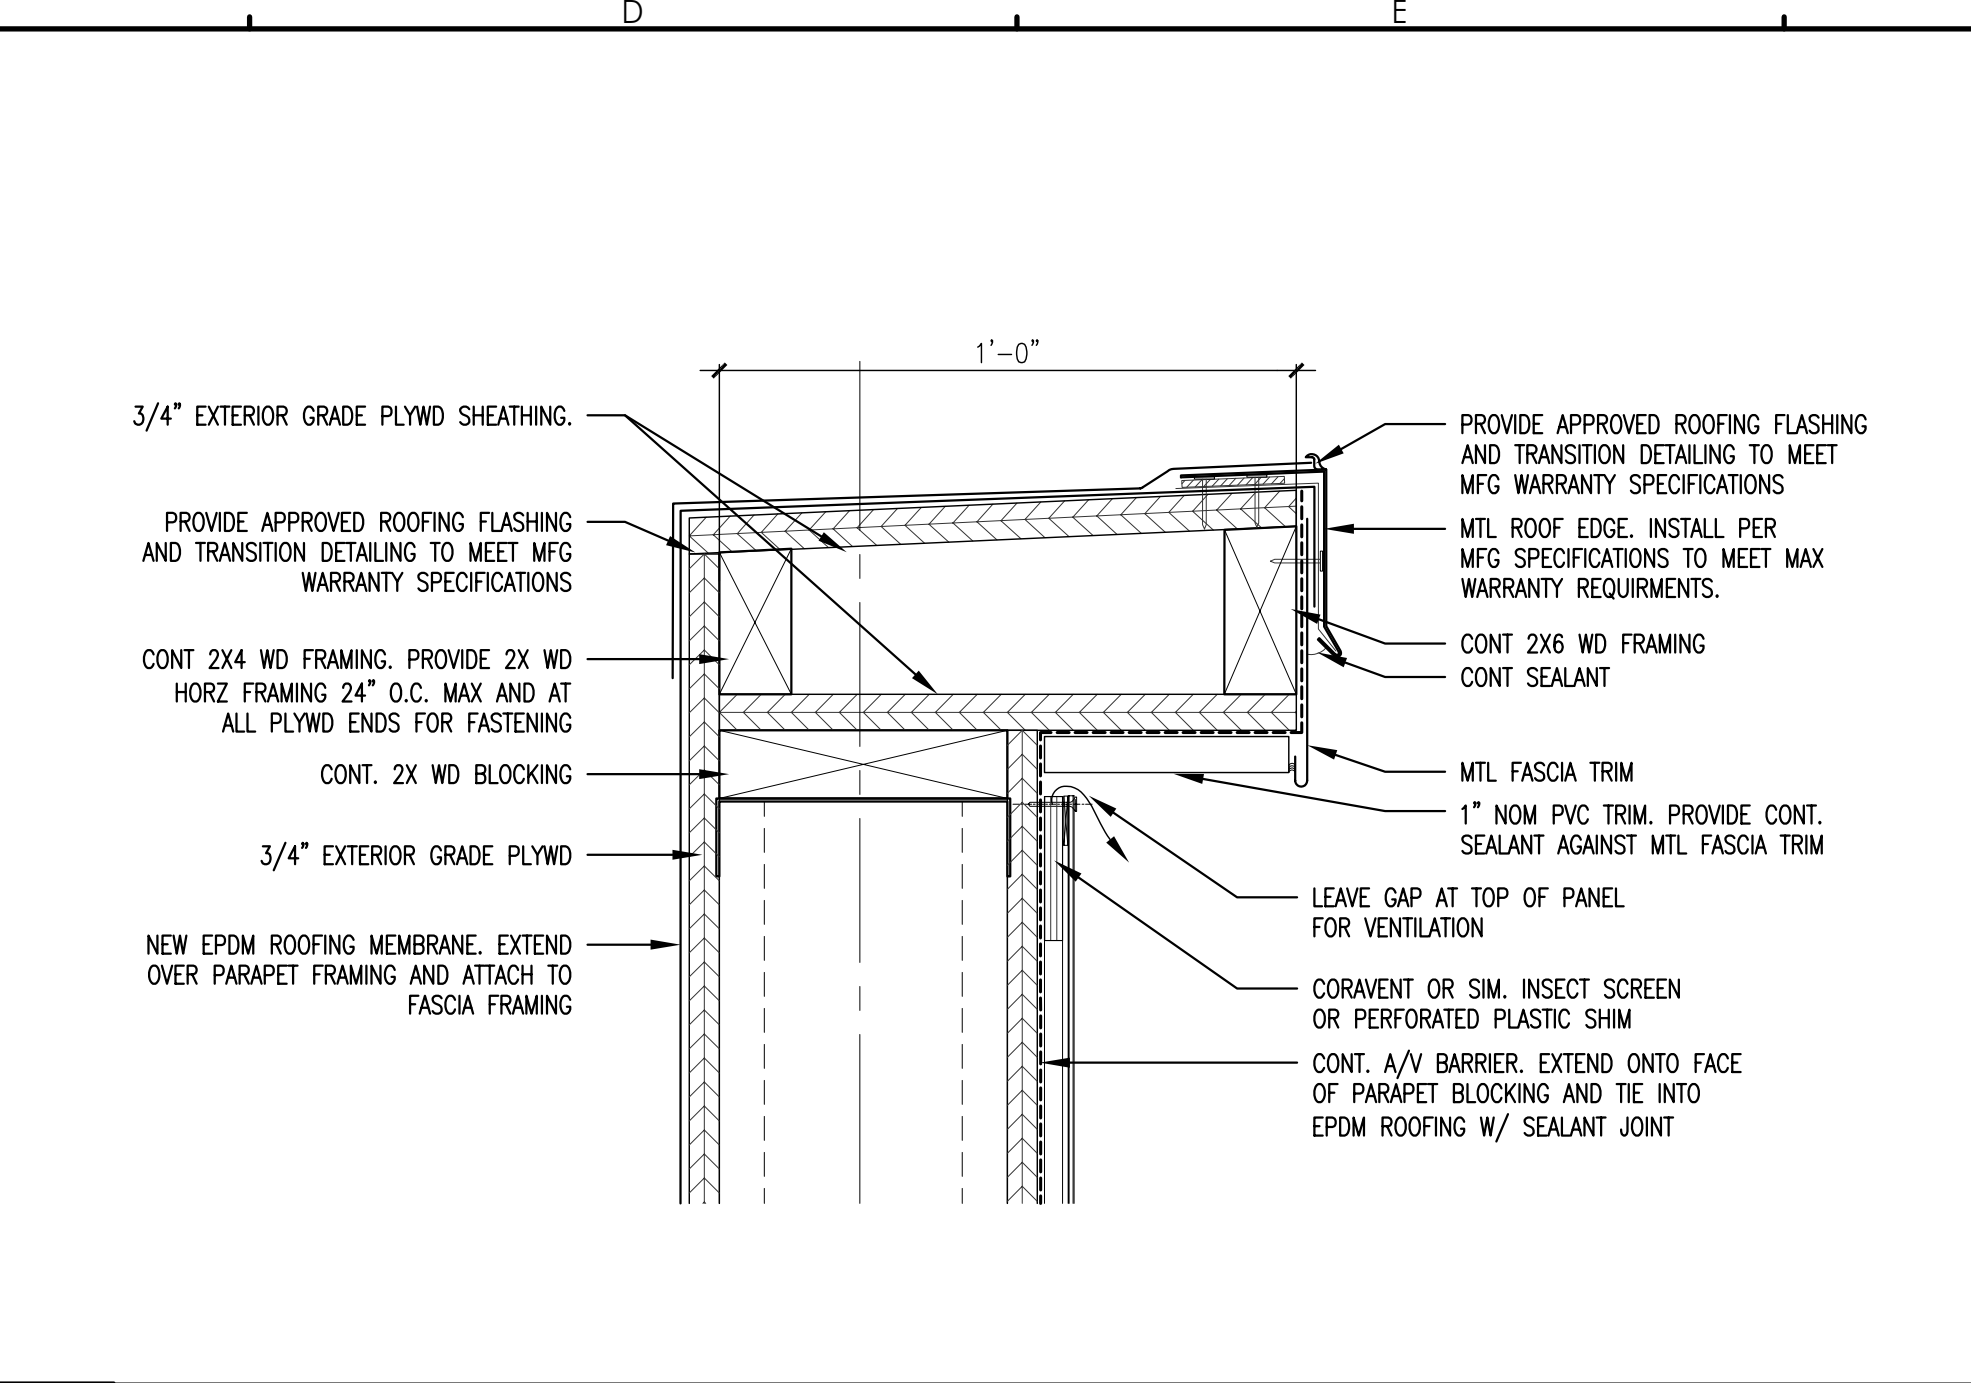 D
E
1'-0"
3/4" EXTERIOR GRADE PLYWD SHEATHING.
PROVIDE APPROVED ROOFING FLASHING
AND TRANSITION DETAILING TO MEET MFG
WARRANTY SPECIFICATIONS
CONT 2X4 WD FRAMING. PROVIDE 2X WD
HORZ FRAMING 24" O.C. MAX AND AT
ALL PLYWD ENDS FOR FASTENING
CONT. 2X WD BLOCKING
3/4" EXTERIOR GRADE PLYWD
NEW EPDM ROOFING MEMBRANE. EXTEND
OVER PARAPET FRAMING AND ATTACH TO
FASCIA FRAMING
PROVIDE APPROVED ROOFING FLASHING
AND TRANSITION DETAILING TO MEET
MFG WARRANTY SPECIFICATIONS
MTL ROOF EDGE. INSTALL PER
MFG SPECIFICATIONS TO MEET MAX
WARRANTY REQUIRMENTS.
CONT 2X6 WD FRAMING
CONT SEALANT
MTL FASCIA TRIM
1" NOM PVC TRIM. PROVIDE CONT.
SEALANT AGAINST MTL FASCIA TRIM
LEAVE GAP AT TOP OF PANEL
FOR VENTILATION
CORAVENT OR SIM. INSECT SCREEN
OR PERFORATED PLASTIC SHIM
CONT. A/V BARRIER. EXTEND ONTO FACE
OF PARAPET BLOCKING AND TIE INTO
EPDM ROOFING W/ SEALANT JOINT